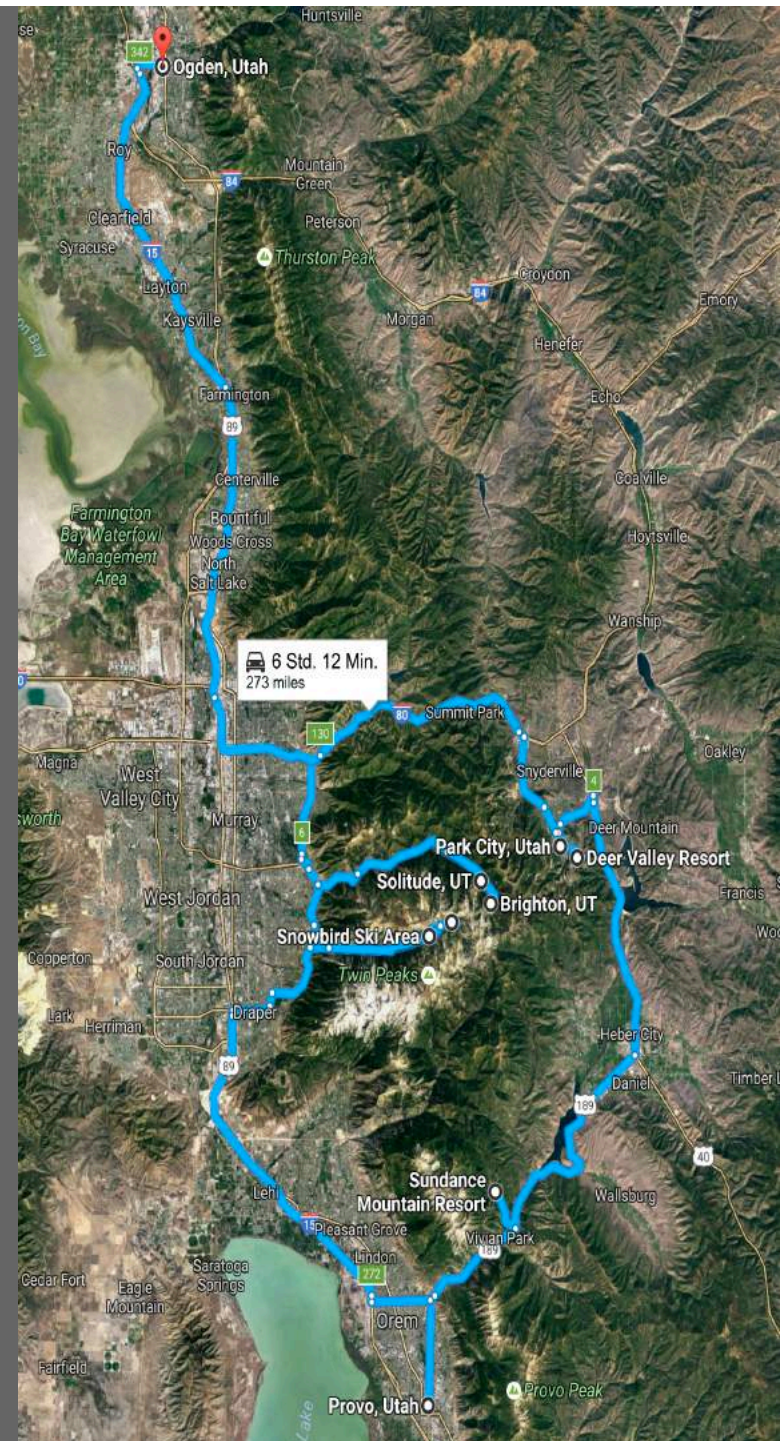 Huntsville
342
Ogden, Utah
Roy
Mountain
Green
84
Peterson
Clearfield
Syracuse
15
Thurston Peak
Layton
Croydon
84
Emory
Kaysville
Morgan
Henefer
Farmington
Echo
89
Centerville
Coalville
Bountiful
Farmington
Bay Waterfowl
Management
Area
Woods Cross
North
Salt Lake
Hoytsville
Wanship
6 Std. 12 Min.
273 miles
80
Summit Park
130
Magna
West
Valley City
Snyderville
Oakley
4
Murray
6
Deer Mountain
Park City, Utah
Deer Valley Resort
Solitude, UT
West Jordan
Francis
Brighton, UT
Snowbird Ski Area
Copperton
South Jordan
Twin Peaks
Lark
Herriman
Draper
Heber City
89
Daniel
Timber L
189
40
Sundance
Mountain Resort
Lehi
Wallsburg
15
Pleasant Grove
Vivian Park
189
Lindon
272
Saratoga
Springs
Cedar Fort
Eagle
Mountain
Orem
Fairfield
Provo Peak
Provo, Utah
Lake